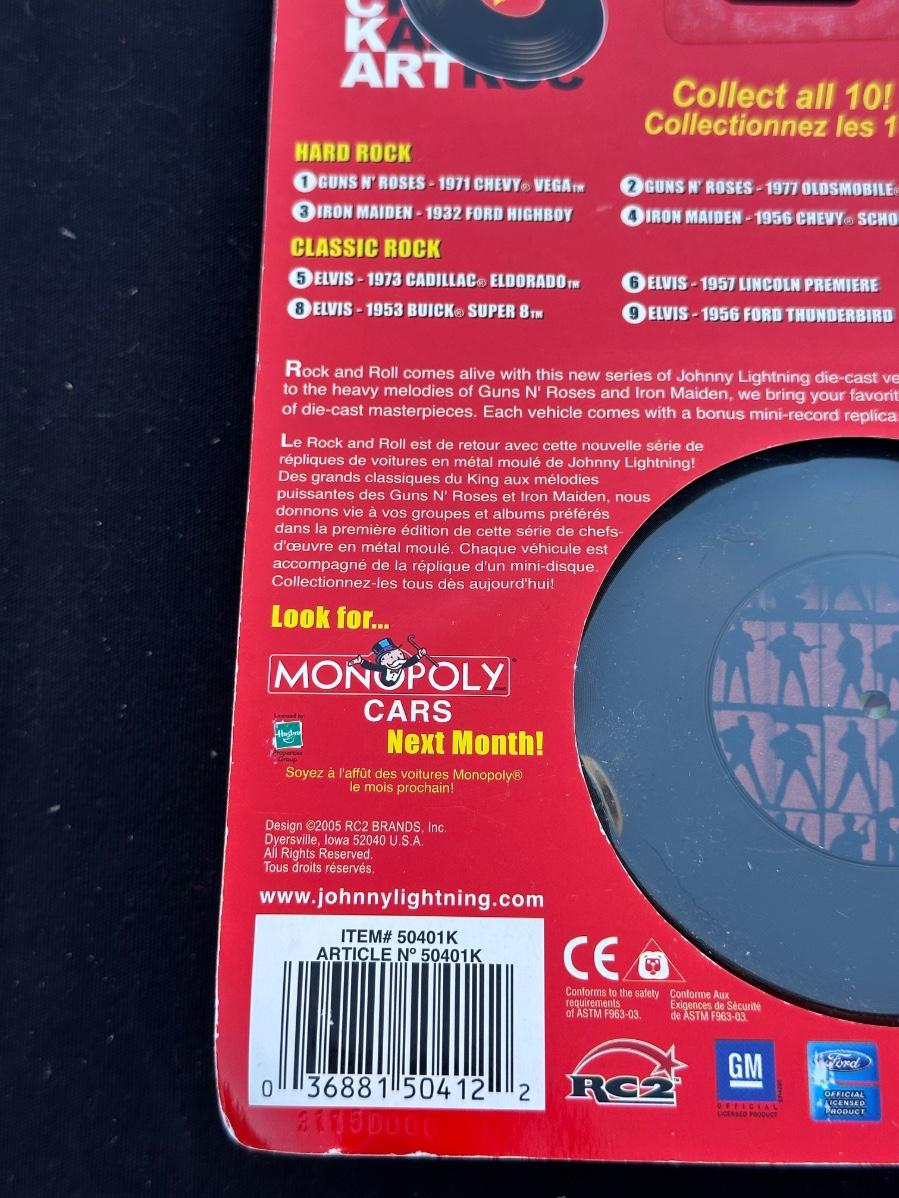 K
ART ROC
Collect all 10!
Collectionnez les 1
HARD ROCK
1 GUNS N' ROSES - 1971 CHEVY® VEGA™
2 GUNS N' ROSES - 1977 OLDSMOBILE®
3 IRON MAIDEN - 1932 FORD HIGHBOY
4 IRON MAIDEN - 1956 CHEVY® SCHO
CLASSIC ROCK
5 ELVIS - 1973 CADILLAC® ELDORADO™
6 ELVIS - 1957 LINCOLN PREMIERE
8 ELVIS - 1953 BUICK® SUPER 8™
9 ELVIS - 1956 FORD THUNDERBIRD
Rock and Roll comes alive with this new series of Johnny Lightning die-cast ve
to the heavy melodies of Guns N' Roses and Iron Maiden, we bring your favorit
of die-cast masterpieces. Each vehicle comes with a bonus mini-record replica.
Le Rock and Roll est de retour avec cette nouvelle série de
répliques de voitures en métal moulé de Johnny Lightning!
Des grands classiques du King aux mélodies
puissantes des Guns N' Roses et Iron Maiden, nous
donnons vie à vos groupes et albums préférés
dans la première édition de cette série de chefs-
d'œuvre en métal moulé. Chaque véhicule est
accompagné de la réplique d'un mini-disque.
Collectionnez-les tous dès aujourd'hui!
Look for...
MONOPOLY
CARS
Licensed by
Hasbro
Properties
Group
Next Month!
Soyez à l'affût des voitures Monopoly®
le mois prochain!
Design ©2005 RC2 BRANDS, Inc.
Dyersville, Iowa 52040 U.S.A.
All Rights Reserved.
Tous droits réservés.
www.johnnylightning.com
ITEM# 50401K
ARTICLE Nº 50401K
0 36881 50412 2
CE
Conforms to the safety
requirements
of ASTM F963-03.
Conforme Aux
Exigences de Sécurité
de ASTM F963-03.
RC2™
GM
OFFICIAL
LICENSED PRODUCT
Ford
OFFICIAL
LICENSED
PRODUCT